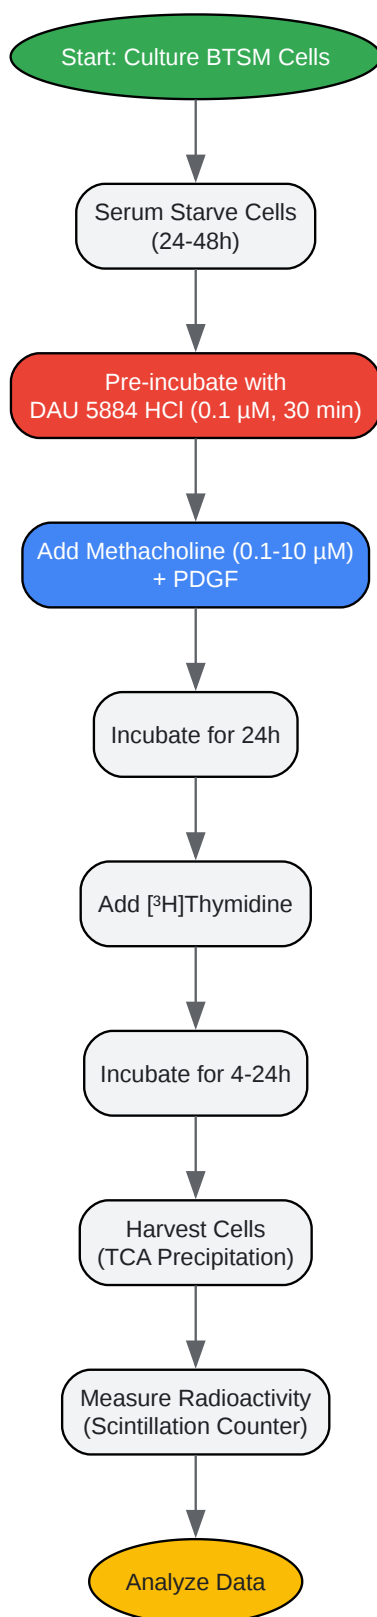 Start: Culture BTSM Cells
Serum Starve Cells
(24-48h)
Pre-incubate with
DAU 5884 HCl (0.1 µM, 30 min)
Add Methacholine (0.1-10 µM)
+ PDGF
Incubate for 24h
Add [³H]Thymidine
Incubate for 4-24h
Harvest Cells
(TCA Precipitation)
Measure Radioactivity
(Scintillation Counter)
Analyze Data